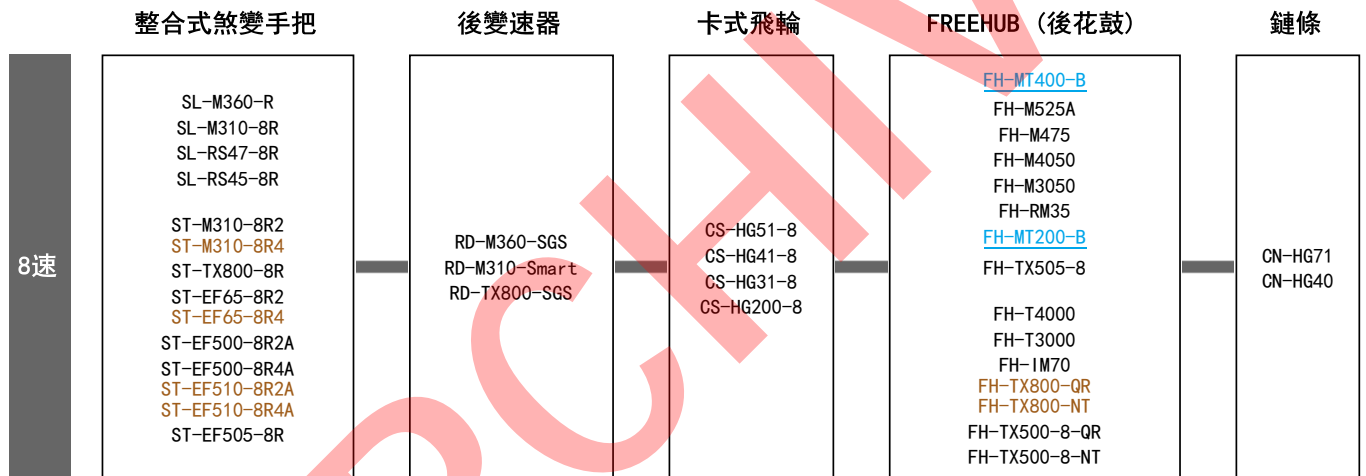 整合式煞變手把
後變速器
卡式飛輪
FREEHUB (後花鼓)
鏈條
8速
SL-M360-R
SL-M310-8R
SL-RS47-8R
SL-RS45-8R
ST-M310-8R2
ST-M310-8R4
ST-TX800-8R
ST-EF65-8R2
ST-EF65-8R4
ST-EF500-8R2A
ST-EF500-8R4A
ST-EF510-8R2A
ST-EF510-8R4A
ST-EF505-8R
RD-M360-SGS
RD-M310-Smart
RD-TX800-SGS
CS-HG51-8
CS-HG41-8
CS-HG31-8
CS-HG200-8
FH-MT400-B
FH-M525A
FH-M475
FH-M4050
FH-M3050
FH-RM35
FH-MT200-B
FH-TX505-8
FH-T4000
FH-T3000
FH-IM70
FH-TX800-QR
FH-TX800-NT
FH-TX500-8-QR
FH-TX500-8-NT
CN-HG71
CN-HG40